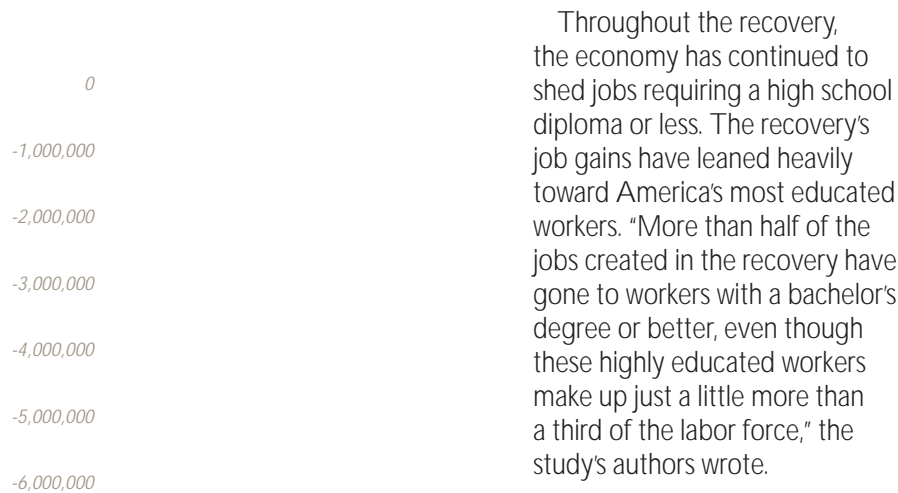 0
-1,000,000
-2,000,000
-3,000,000
-4,000,000
-5,000,000
-6,000,000
Throughout the recovery,
the economy has continued to
shed jobs requiring a high school
diploma or less. The recovery’s
job gains have leaned heavily
toward America’s most educated
workers. “More than half of the
jobs created in the recovery have
gone to workers with a bachelor’s
degree or better, even though
these highly educated workers
make up just a little more than
a third of the labor force,” the
study’s authors wrote.